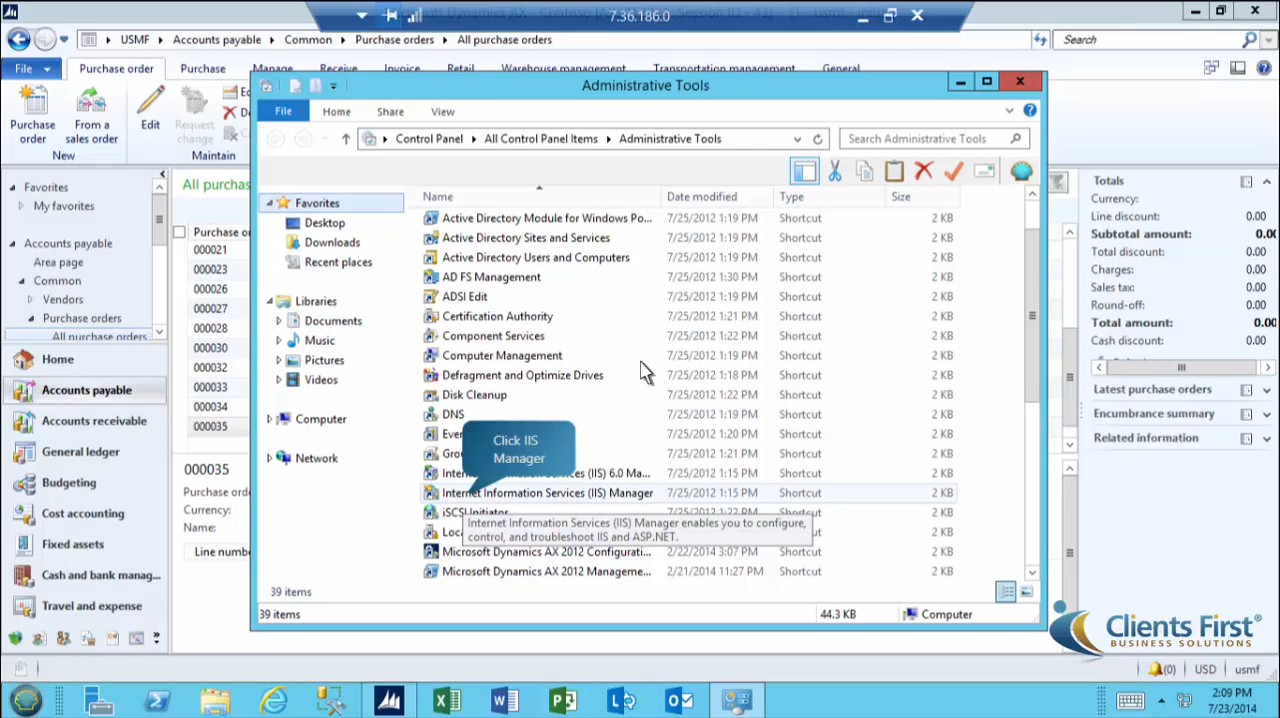 7.36.186.0
USMF
Accounts payable
Common
Purchase orders
All purchase orders
Search
File
Purchase order
Purchase
Manage
Receive
Invoice
Retail
Warehouse management
Transportation management
General
Purchase order
From a sales order
Edit
Request change
New
Maintain
Favorites
My favorites
Accounts payable
Area page
Common
Vendors
Purchase orders
All purchase orders
Home
Accounts payable
Accounts receivable
General ledger
Budgeting
Cost accounting
Fixed assets
Cash and bank manag...
Travel and expense
All purchas
Purchase or
000021
000023
000026
000027
000028
000030
000032
000033
000034
000035
000035
Purchase orde
Currency:
Name:
Line numbe
Administrative Tools
File
Home
Share
View
Control Panel
All Control Panel Items
Administrative Tools
Search Administrative Tools
Favorites
Desktop
Downloads
Recent places
Libraries
Documents
Music
Pictures
Videos
Computer
Network
Name Date modified Type Size
Active Directory Module for Windows Po... 7/25/2012 1:19 PM Shortcut 2 KB
Active Directory Sites and Services 7/25/2012 1:19 PM Shortcut 2 KB
Active Directory Users and Computers 7/25/2012 1:19 PM Shortcut 2 KB
AD FS Management 7/25/2012 1:30 PM Shortcut 2 KB
ADSI Edit 7/25/2012 1:19 PM Shortcut 2 KB
Certification Authority 7/25/2012 1:21 PM Shortcut 2 KB
Component Services 7/25/2012 1:22 PM Shortcut 2 KB
Computer Management 7/25/2012 1:19 PM Shortcut 2 KB
Defragment and Optimize Drives 7/25/2012 1:18 PM Shortcut 2 KB
Disk Cleanup 7/25/2012 1:22 PM Shortcut 2 KB
DNS 7/25/2012 1:19 PM Shortcut 2 KB
Eve 7/25/2012 1:20 PM Shortcut 2 KB
Gro 7/25/2012 1:21 PM Shortcut 2 KB
Click IIS
Manager
Inter (IIS) 6.0 Ma... 7/25/2012 1:15 PM Shortcut 2 KB
Internet Information Services (IIS) Manager 7/25/2012 1:15 PM Shortcut 2 KB
iSCSI Initiator 7/25/2012 1:22 PM Shortcut 2 KB
Internet Information Services (IIS) Manager enables you to configure,
control, and troubleshoot IIS and ASP.NET.
Loc 2 KB
Microsoft Dynamics AX 2012 Configurati... 2/22/2014 3:07 PM Shortcut 2 KB
Microsoft Dynamics AX 2012 Manageme... 2/21/2014 11:27 PM Shortcut 2 KB
39 items
39 items
44.3 KB
Computer
Totals
Currency:
Line discount: 0.00
Subtotal amount: 0.00
Total discount: 0.00
Charges: 0.00
Sales tax: 0.00
Round-off: 0.00
Total amount: 0.00
Cash discount: 0.00
Latest purchase orders
Encumbrance summary
Related information
Clients First
BUSINESS SOLUTIONS
(0)
USD
usmf
2:09 PM
7/23/2014